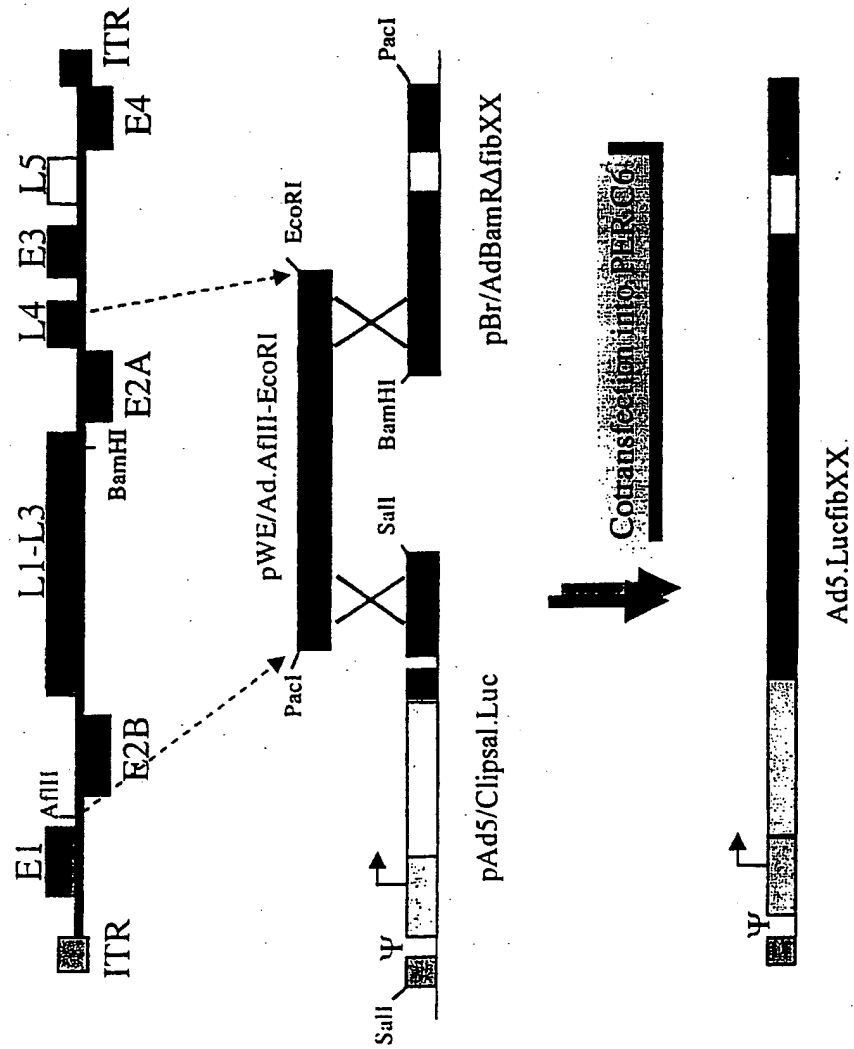 E1
AflII
L1-L3
L4
E3
L5
ITR
ITR
E2B
BamHI
E2A
E4
pWE/Ad.AflII-EcoRI
PacI
EcoRI
SalI
Ψ
SalI
BamHI
PacI
pAd5/Clipsal.Luc
pBr/AdBamRΔfibXX
Cotransfection into PER.C6
Ψ
Ad5.LucfibXX